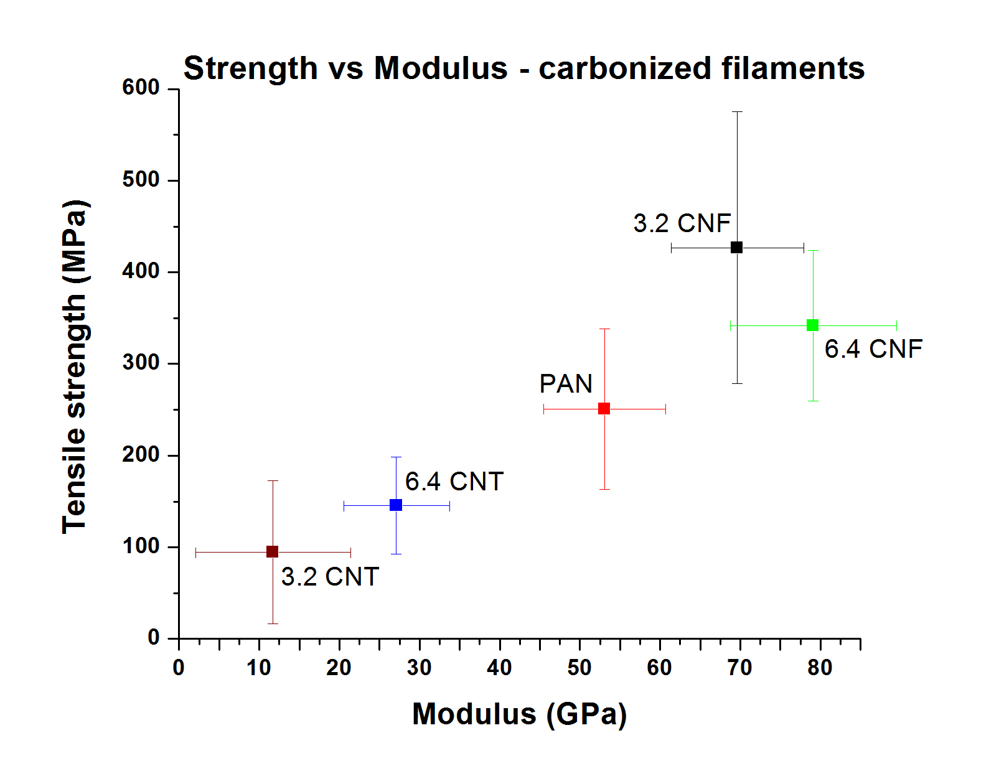 Strength vs Modulus - carbonized filaments
600
500
400
300
200
100
0
Tensile strength (MPa)
3.2 CNF
6.4 CNF
PAN
6.4 CNT
3.2 CNT
0 10 20 30 40 50 60 70 80
Modulus (GPa)